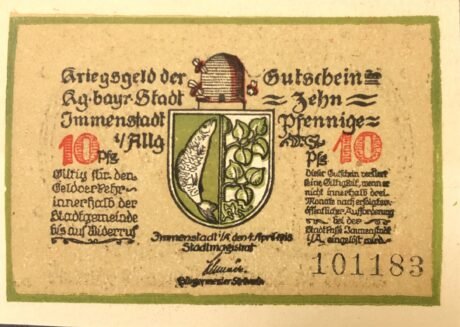 Kriegsgeld der
Kg. bayr. Stadt
Immenstadt
i/Allg
10
Pfg
Gültig für den
Geldverkehr
innerhalb der
Stadtgemeinde
bis auf Widerruf
Gutschein
Zehn
Pfennige
10
Pfg
Dieser Gutschein verliert
seine Gültigkeit, wenn er
nicht innerhalb drei
Monate nach erfolgter
öffentlicher Aufforderung
bei der
Stadtkasse Immenstadt
i/A. eingelöst wird.
Immenstadt i/A. den 4. April 1918
Stadtmagistrat
Bürgermeister
101183